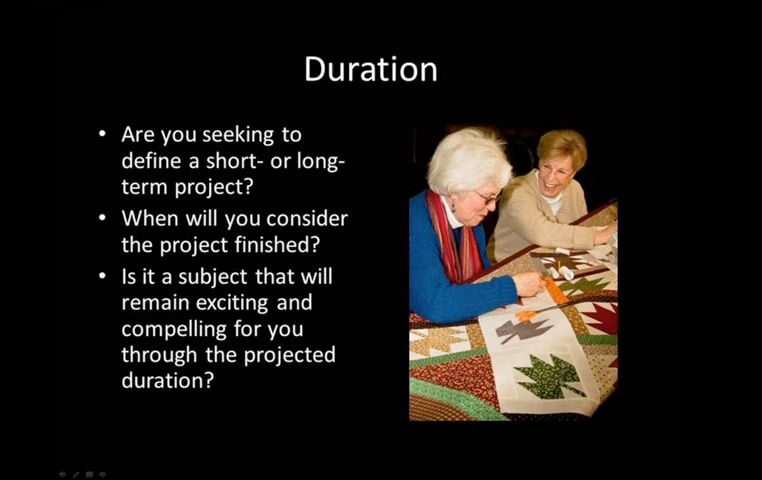 Duration
• Are you seeking to
define a short- or long-
term project?
• When will you consider
the project finished?
• Is it a subject that will
remain exciting and
compelling for you
through the projected
duration?